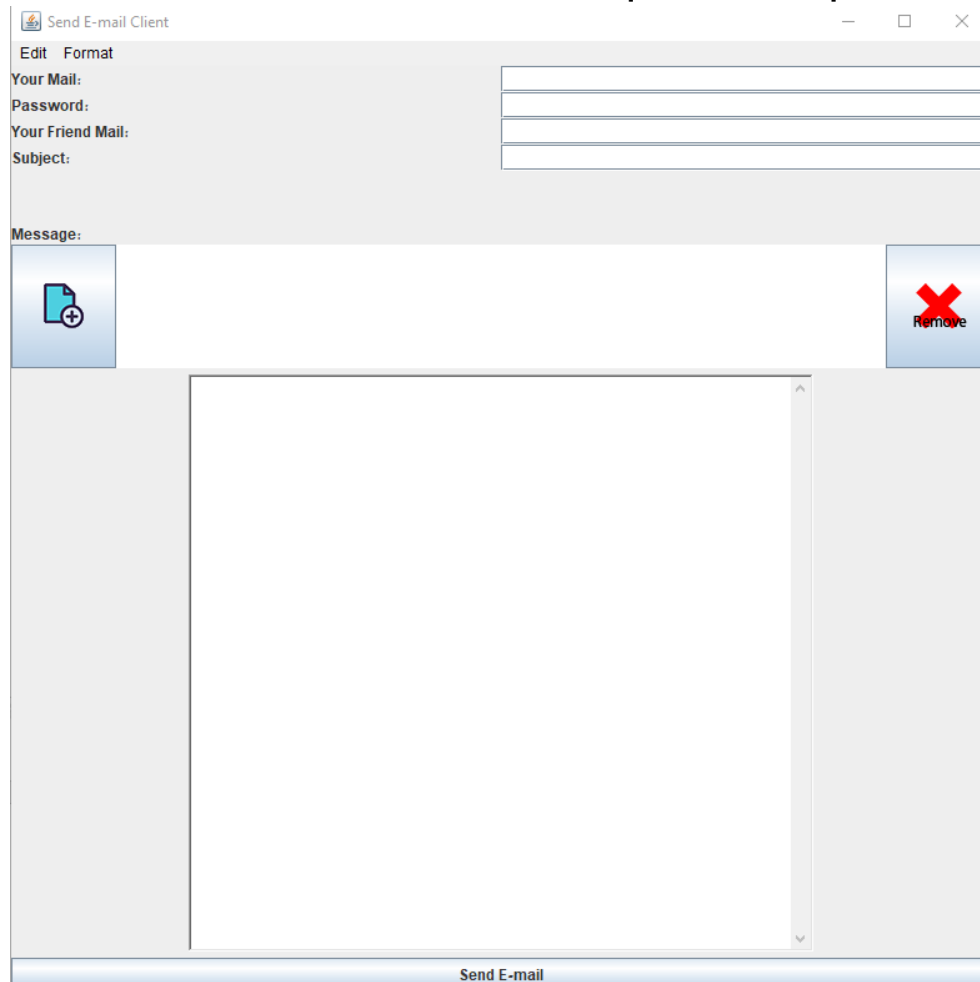 Send E-mail Client
Edit Format
Your Mail:
Password:
Your Friend Mail:
Subject:
Message:
Remove
Send E-mail